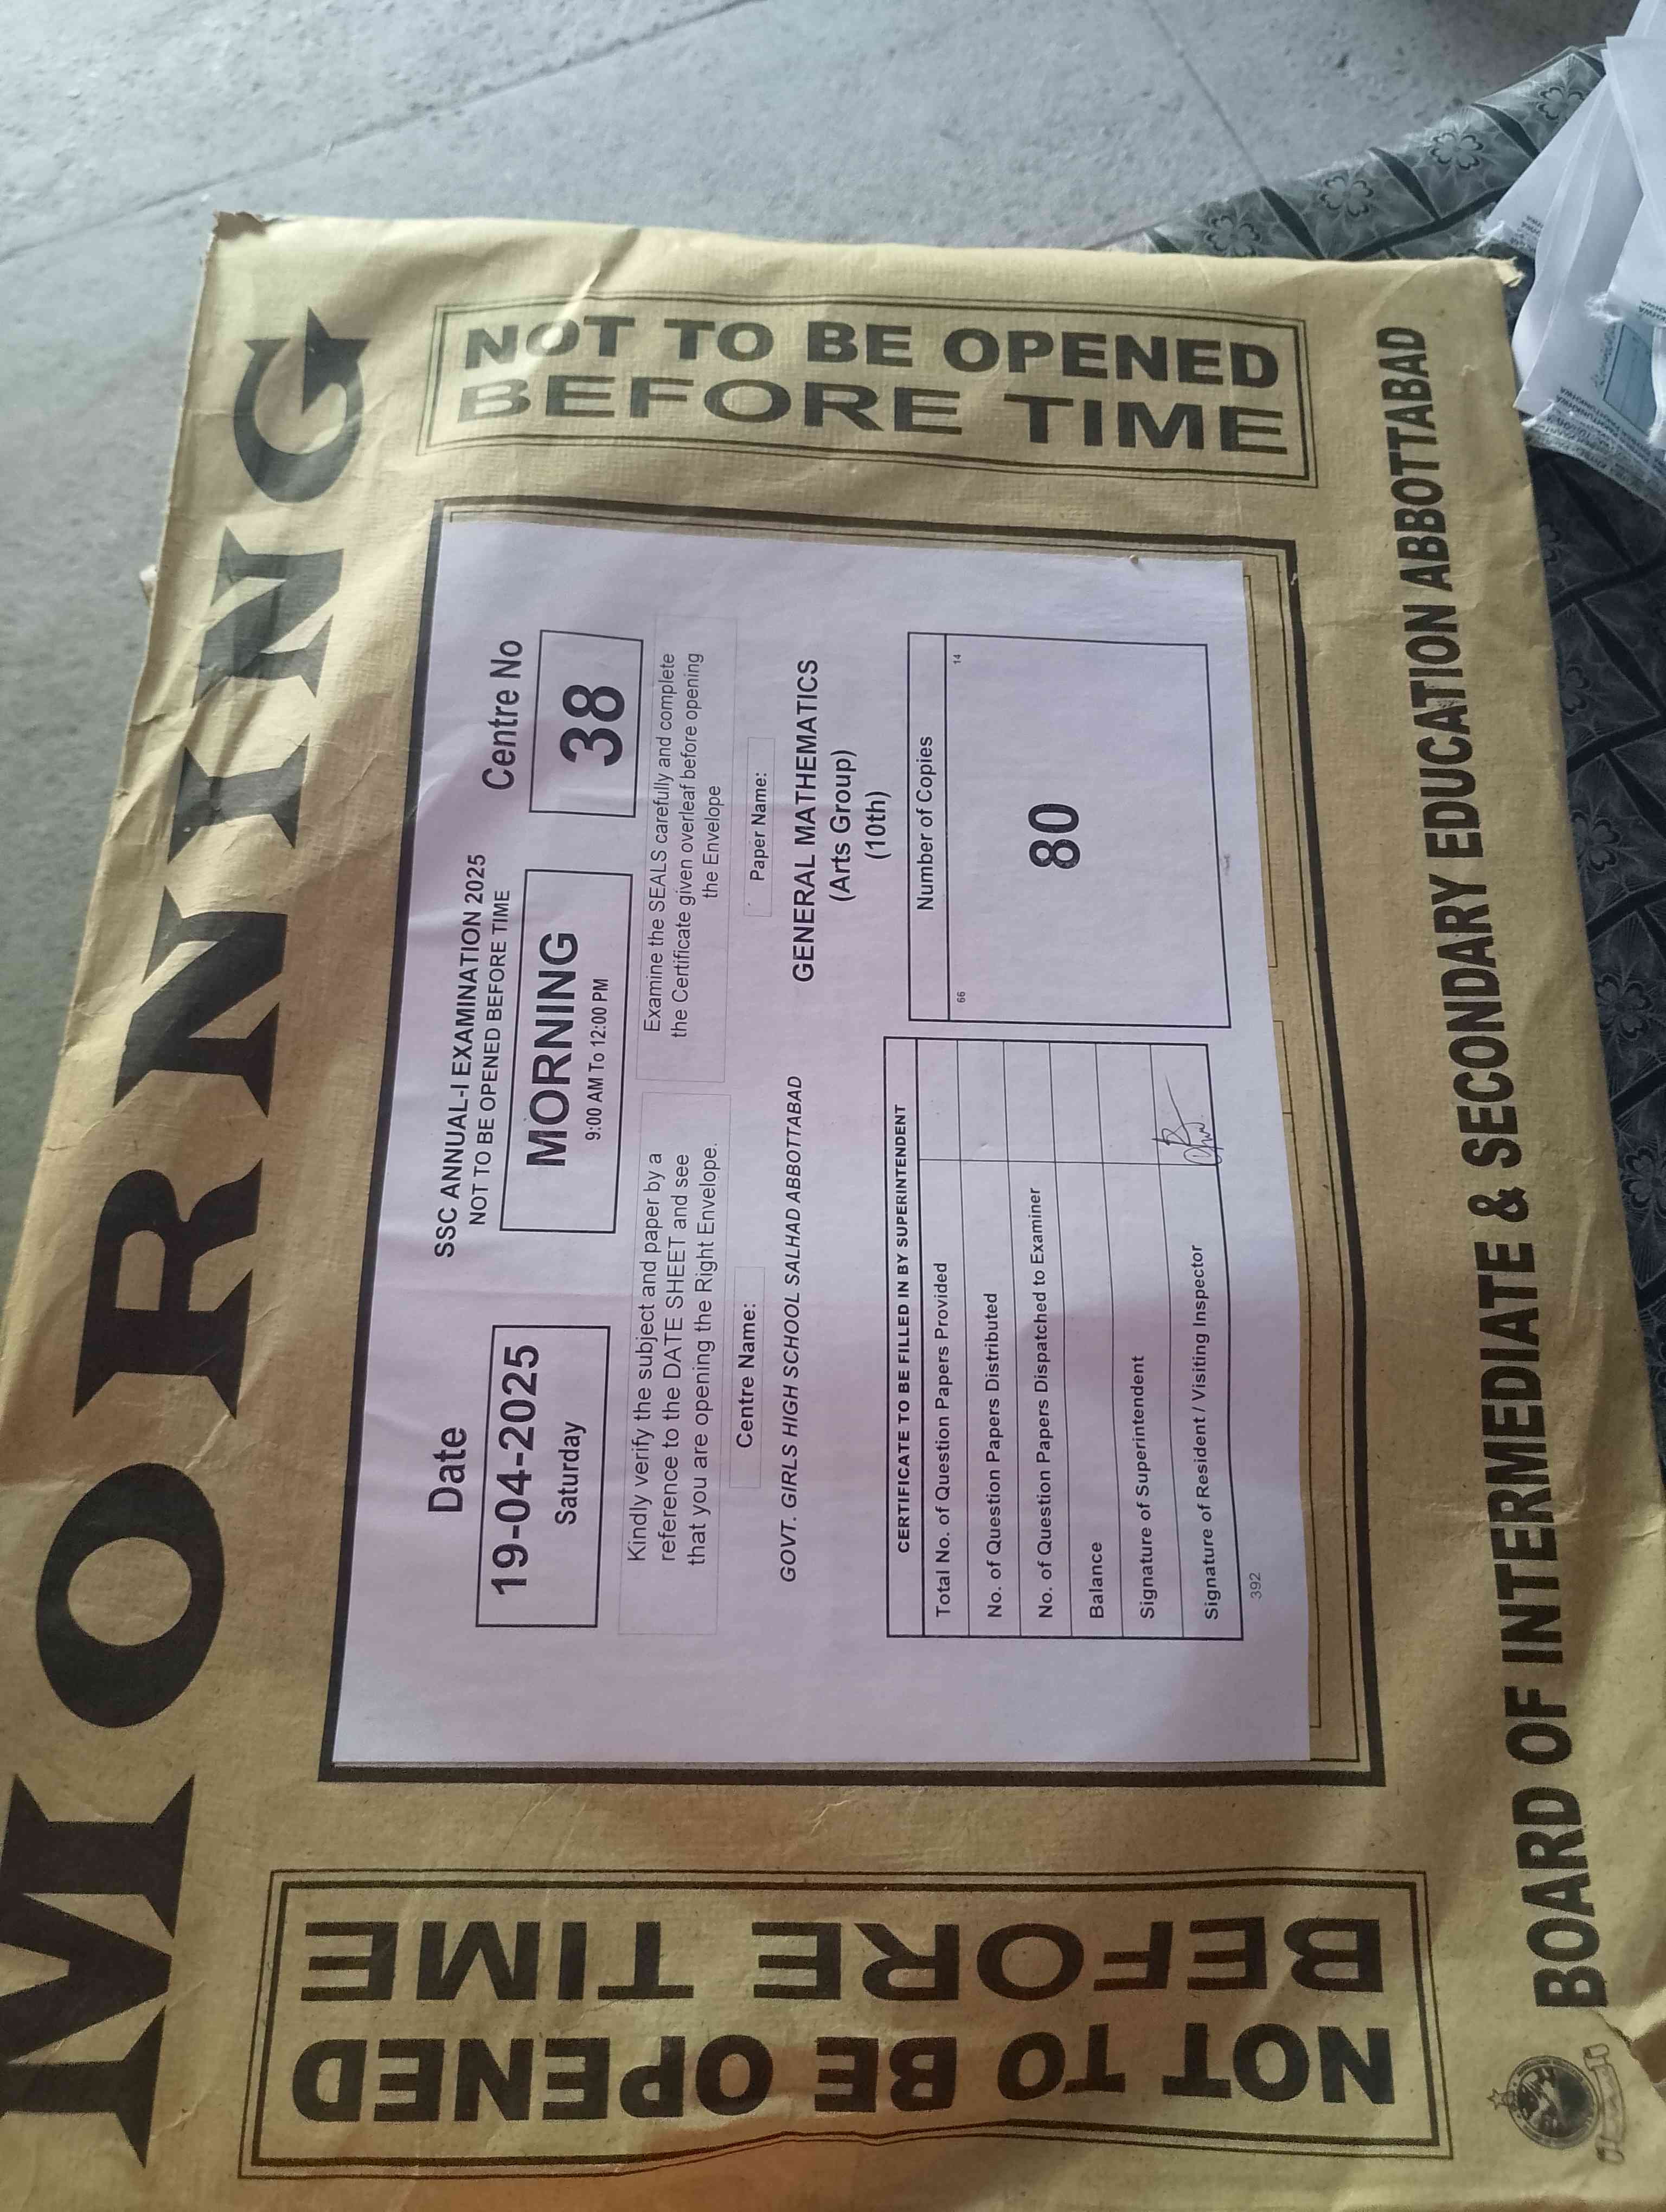 MORNING
NOT TO BE OPENED
BEFORE TIME
Date
19-04-2025
Saturday
SSC ANNUAL-I EXAMINATION 2025
NOT TO BE OPENED BEFORE TIME
MORNING
9:00 AM To 12:00 PM
Centre No
38
Kindly verify the subject and paper by a
reference to the DATE SHEET and see
that you are opening the Right Envelope.
Examine the SEALS carefully and complete
the Certificate given overleaf before opening
the Envelope
Centre Name:
GOVT. GIRLS HIGH SCHOOL SALHAD ABBOTTABAD
Paper Name:
GENERAL MATHEMATICS
(Arts Group)
(10th)
CERTIFICATE TO BE FILLED IN BY SUPERINTENDENT
Total No. of Question Papers Provided
No. of Question Papers Distributed
No. of Question Papers Dispatched to Examiner
Balance
Signature of Superintendent
Signature of Resident / Visiting Inspector
392
Number of Copies
66 14
80
NOT TO BE OPENED
BEFORE TIME
BOARD OF INTERMEDIATE & SECONDARY EDUCATION ABBOTTABAD